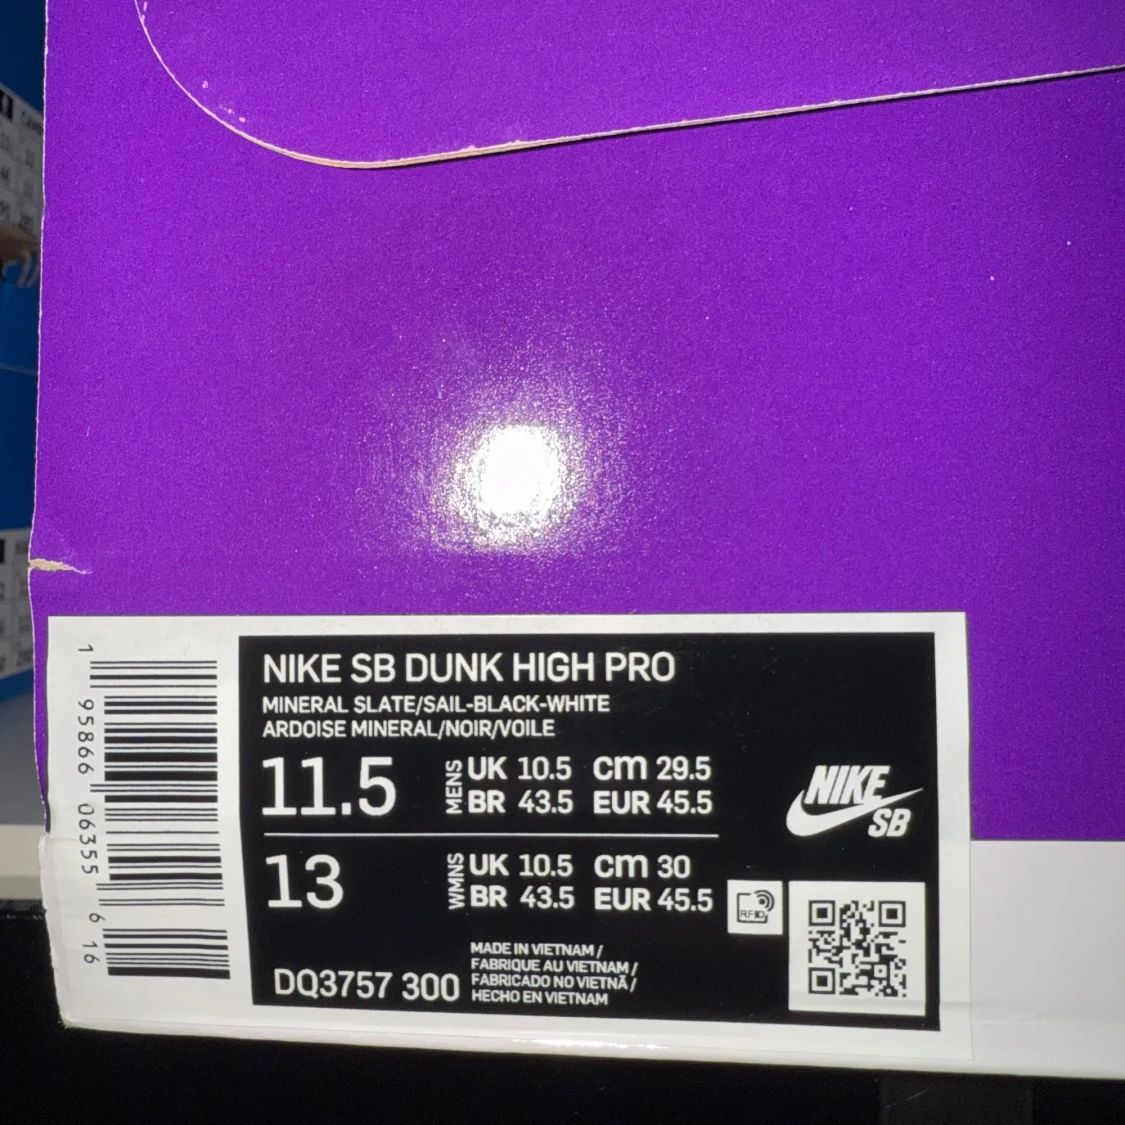 1 95866 06355 6 16
NIKE SB DUNK HIGH PRO
MINERAL SLATE/SAIL-BLACK-WHITE
ARDOISE MINERAL/NOIR/VOILE
11.5
MENS
UK 10.5 cm 29.5
BR 43.5 EUR 45.5
13
WMNS
UK 10.5 cm 30
BR 43.5 EUR 45.5
NIKE
SB
RFID
DQ3757 300
MADE IN VIETNAM /
FABRIQUE AU VIETNAM /
FABRICADO NO VIETNÃ /
HECHO EN VIETNAM